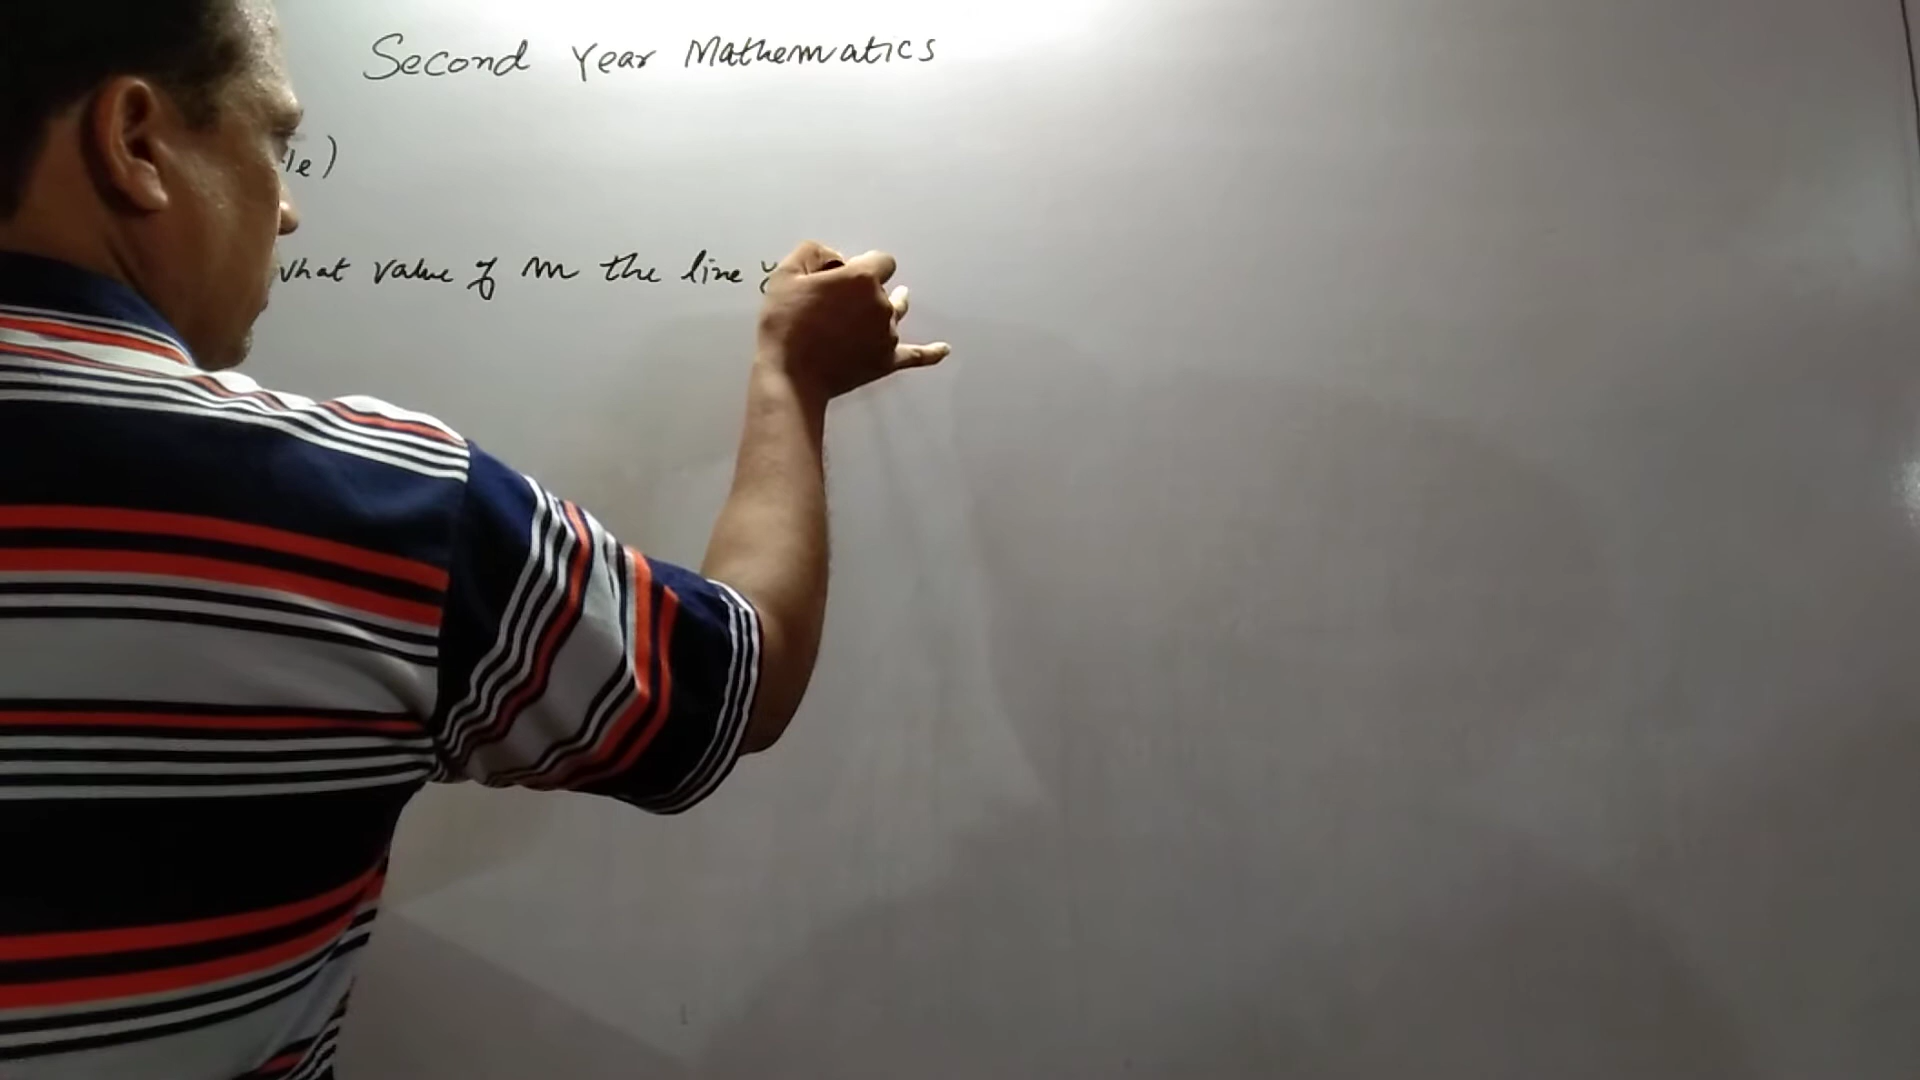 Second Year Mathematics
le)
what value of m the line y